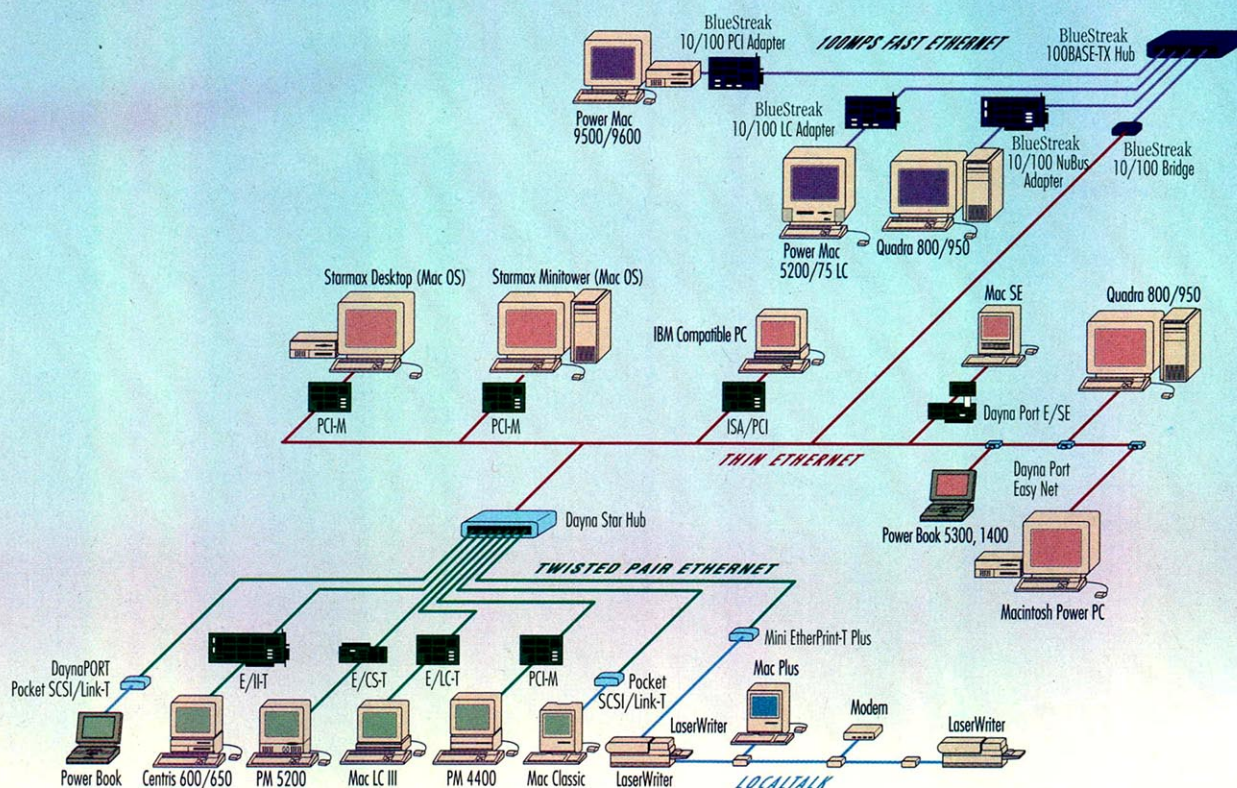 BlueStreak
10/100 PCI Adapter
100MPS FAST ETHERNET
BlueStreak
100BASE-TX Hub
Power Mac
9500/9600
BlueStreak
10/100 LC Adapter
BlueStreak
10/100 NuBus
Adapter
BlueStreak
10/100 Bridge
Power Mac
5200/75 LC
Quadra 800/950
Starmax Desktop (Mac OS)
Starmax Minitower (Mac OS)
IBM Compatible PC
Mac SE
Quadra 800/950
PCI-M
PCI-M
ISA/PCI
Dayna Port E/SE
THIN ETHERNET
Dayna Port
Easy Net
Power Book 5300, 1400
Macintosh Power PC
Dayna Star Hub
TWISTED PAIR ETHERNET
Mini EtherPrint-T Plus
DaynaPORT
Pocket SCSI/Link-T
E/II-T
E/CS-T
E/LC-T
PCI-M
Pocket
SCSI/Link-T
Mac Plus
Modem
LaserWriter
LaserWriter
Power Book
Centris 600/650
PM 5200
Mac LC III
PM 4400
Mac Classic
LaserWriter
LOCALTALK